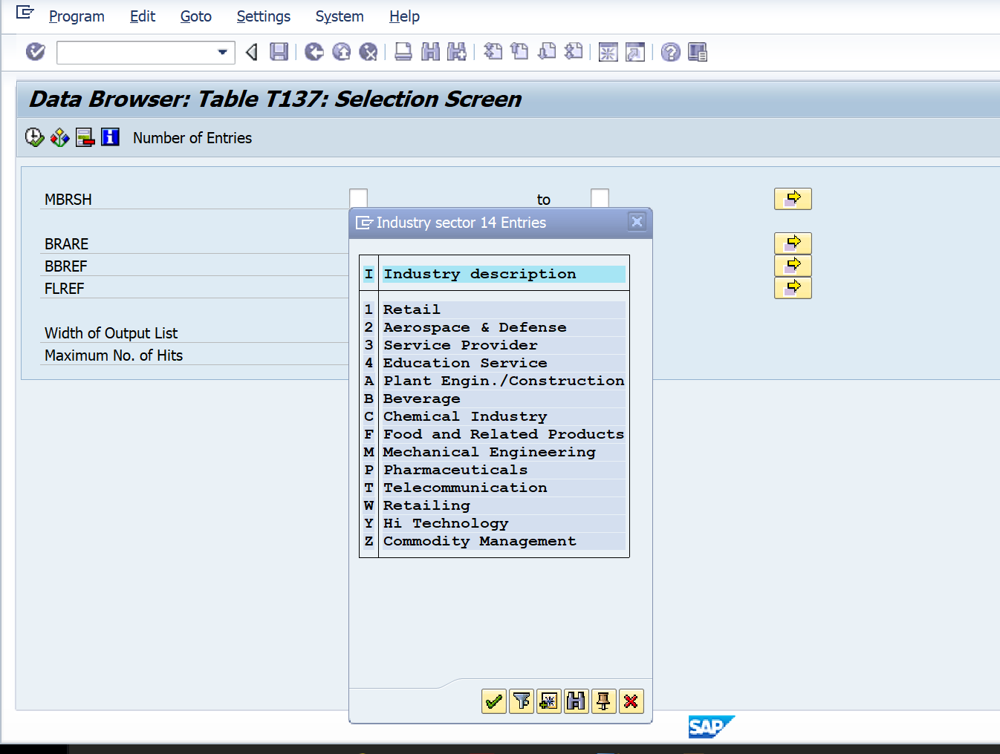 Program Edit Goto Settings System Help
Data Browser: Table T137: Selection Screen
Number of Entries
MBRSH to
Industry sector 14 Entries
BRARE
BBREF
FLREF
Width of Output List
Maximum No. of Hits
I Industry description
1 Retail
2 Aerospace & Defense
3 Service Provider
4 Education Service
A Plant Engin./Construction
B Beverage
C Chemical Industry
F Food and Related Products
M Mechanical Engineering
P Pharmaceuticals
T Telecommunication
W Retailing
Y Hi Technology
Z Commodity Management
SAP